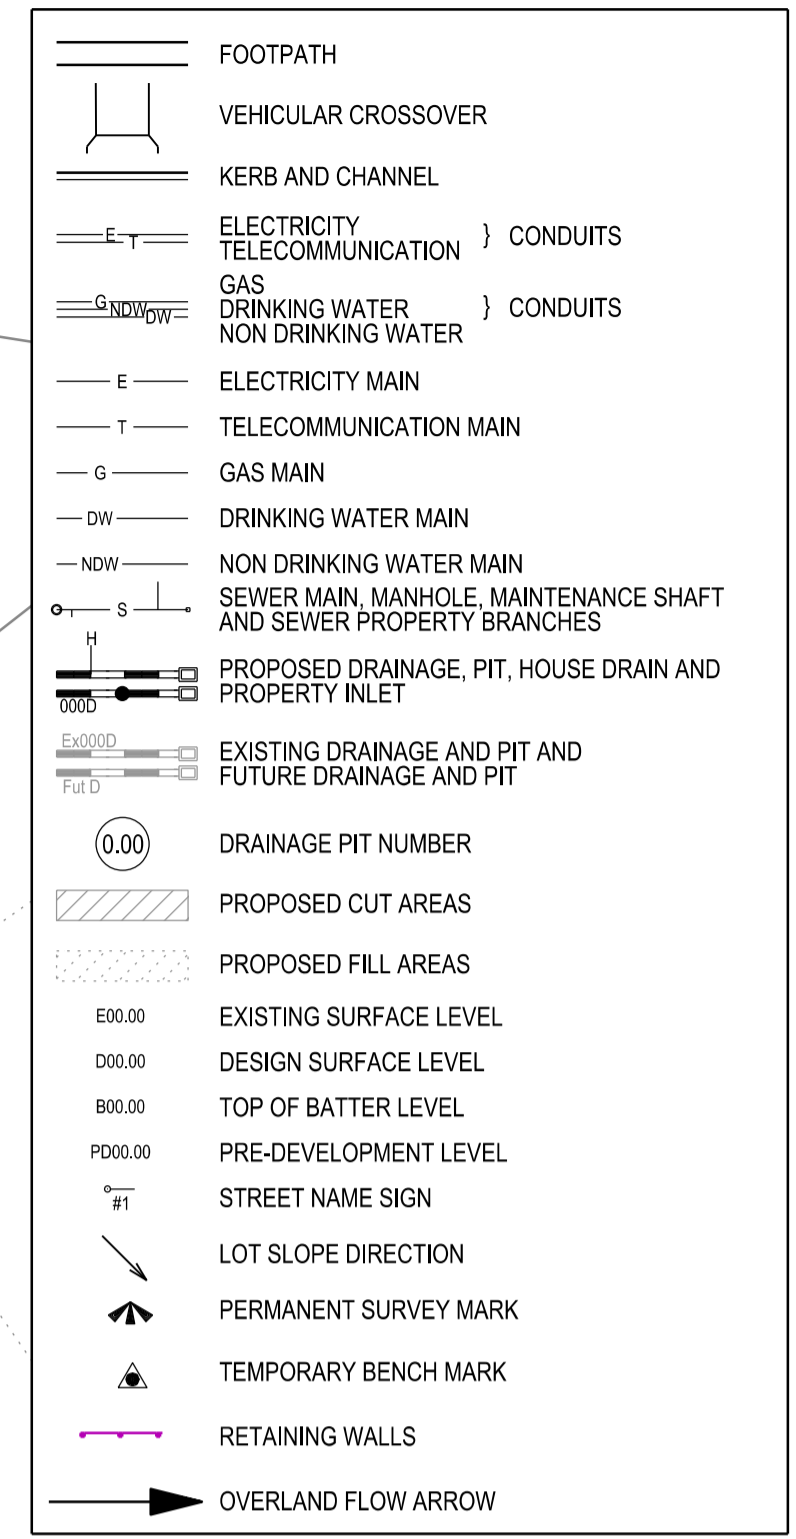 FOOTPATH
VEHICULAR CROSSOVER
KERB AND CHANNEL
E T ELECTRICITY
TELECOMMUNICATION } CONDUITS
G NDW DW GAS
DRINKING WATER } CONDUITS
NON DRINKING WATER
E ELECTRICITY MAIN
T TELECOMMUNICATION MAIN
G GAS MAIN
DW DRINKING WATER MAIN
NDW NON DRINKING WATER MAIN
S SEWER MAIN, MANHOLE, MAINTENANCE SHAFT
AND SEWER PROPERTY BRANCHES
H
PROPOSED DRAINAGE, PIT, HOUSE DRAIN AND
000D PROPERTY INLET
Ex000D EXISTING DRAINAGE AND PIT AND
Fut D FUTURE DRAINAGE AND PIT
0.00 DRAINAGE PIT NUMBER
PROPOSED CUT AREAS
PROPOSED FILL AREAS
E00.00 EXISTING SURFACE LEVEL
D00.00 DESIGN SURFACE LEVEL
B00.00 TOP OF BATTER LEVEL
PD00.00 PRE-DEVELOPMENT LEVEL
#1 STREET NAME SIGN
LOT SLOPE DIRECTION
PERMANENT SURVEY MARK
TEMPORARY BENCH MARK
RETAINING WALLS
OVERLAND FLOW ARROW